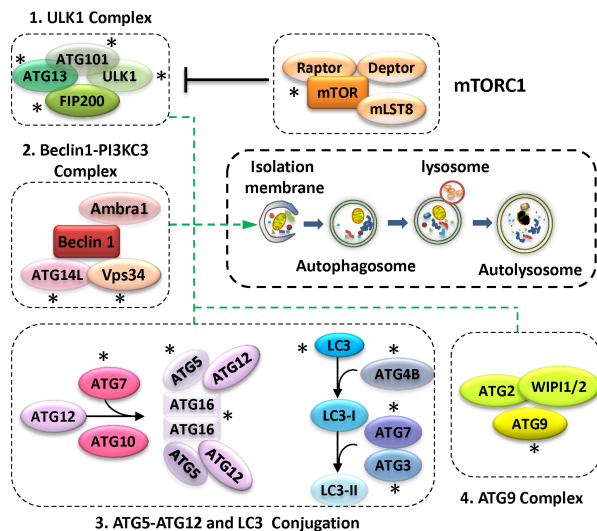 1. ULK1 Complex
*
ATG101
*
ATG13
ULK1
*
*
FIP200
Raptor
Deptor
*
mTOR
mLST8
mTORC1
2. Beclin1-PI3KC3
Complex
Ambra1
Beclin 1
ATG14L
Vps34
*
*
Isolation
membrane
lysosome
Autophagosome
Autolysosome
*
ATG7
ATG12
ATG10
*
ATG5
ATG12
ATG16
*
ATG16
ATG5
ATG12
*
LC3
*
ATG4B
LC3-I
*
ATG7
ATG3
*
LC3-II
3. ATG5-ATG12 and LC3 Conjugation
ATG2
WIPI1/2
ATG9
*
4. ATG9 Complex